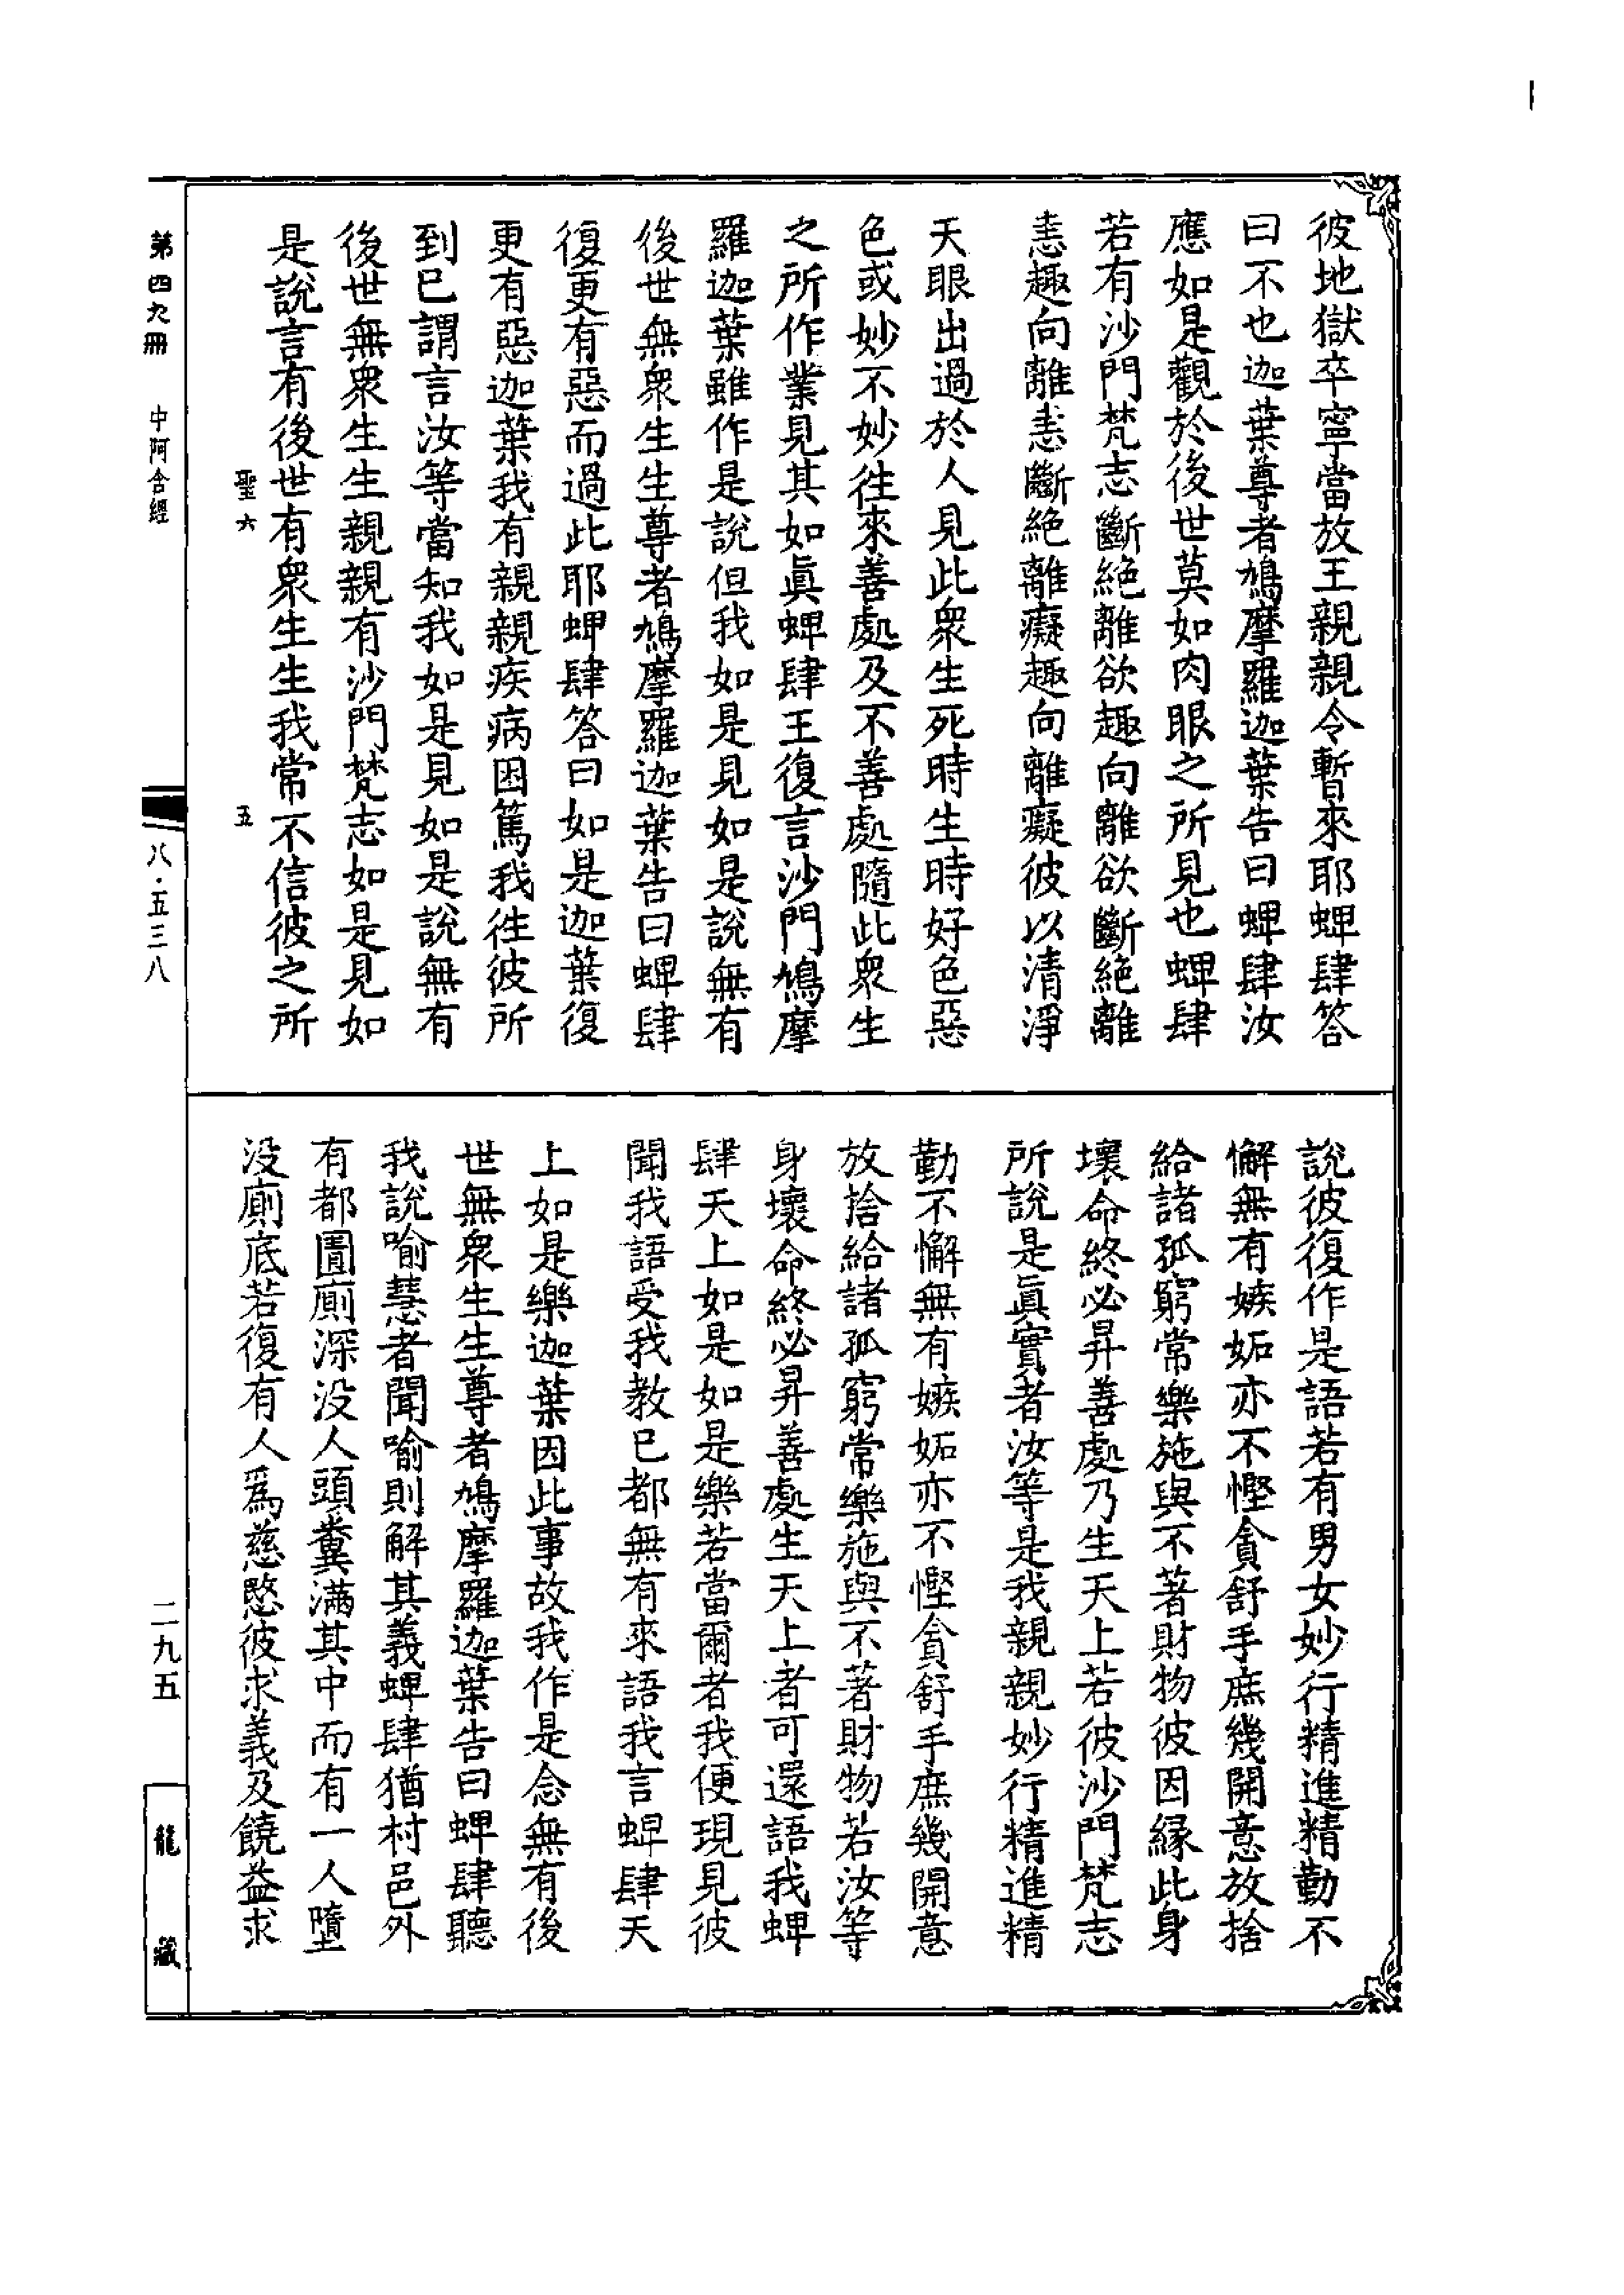 彼地獄卒寧當放王親親令暫來耶蜱肆答
曰不也迦葉尊者鳩摩羅迦葉告曰蜱肆汝
應如是觀於後世莫如肉眼之所見也蜱肆
若有沙門梵志斷絕離欲趣向離欲斷絕離
恚趣向離恚斷絕離癡趣向離癡彼以清淨
天眼出過於人見此衆生死時生時好色惡
色或妙不妙往來善處及不善處隨此衆生
之所作業見其如眞蜱肆王復言沙門鳩摩
羅迦葉雖作是說但我如是見如是說無有
後世無衆生生尊者鳩摩羅迦葉告曰蜱肆
復更有惡而過此耶蜱肆答曰如是迦葉復
更有惡迦葉我有親親疾病困篤我往彼所
到已謂言汝等當知我如是見如是說無有
後世無衆生生親親有沙門梵志如是見如
是說言有後世有衆生生我常不信彼之所
聖六
五
說彼復作是語若有男女妙行精進精勤不
懈無有嫉妬亦不慳貪舒手庶幾開意放捨
給諸孤窮常樂施與不著財物彼因緣此身
壞命終必昇善處乃生天上若彼沙門梵志
所說是眞實者汝等是我親親妙行精進精
勤不懈無有嫉妬亦不慳貪舒手庶幾開意
放捨給諸孤窮常樂施與不著財物若汝等
身壞命終必昇善處生天上者可還語我蜱
肆天上如是如是樂若當爾者我便現見彼
聞我語受我教已都無有來語我言蜱肆天
上如是樂迦葉因此事故我作是念無有後
世無衆生生尊者鳩摩羅迦葉告曰蜱肆聽
我說喻慧者聞喻則解其義蜱肆猶村邑外
有都圊廁深没人頭糞滿其中而有一人墮
没廁底若復有人爲慈愍彼求義及饒益求
第四九冊
中阿含經
八·五三八
二九五
龍藏